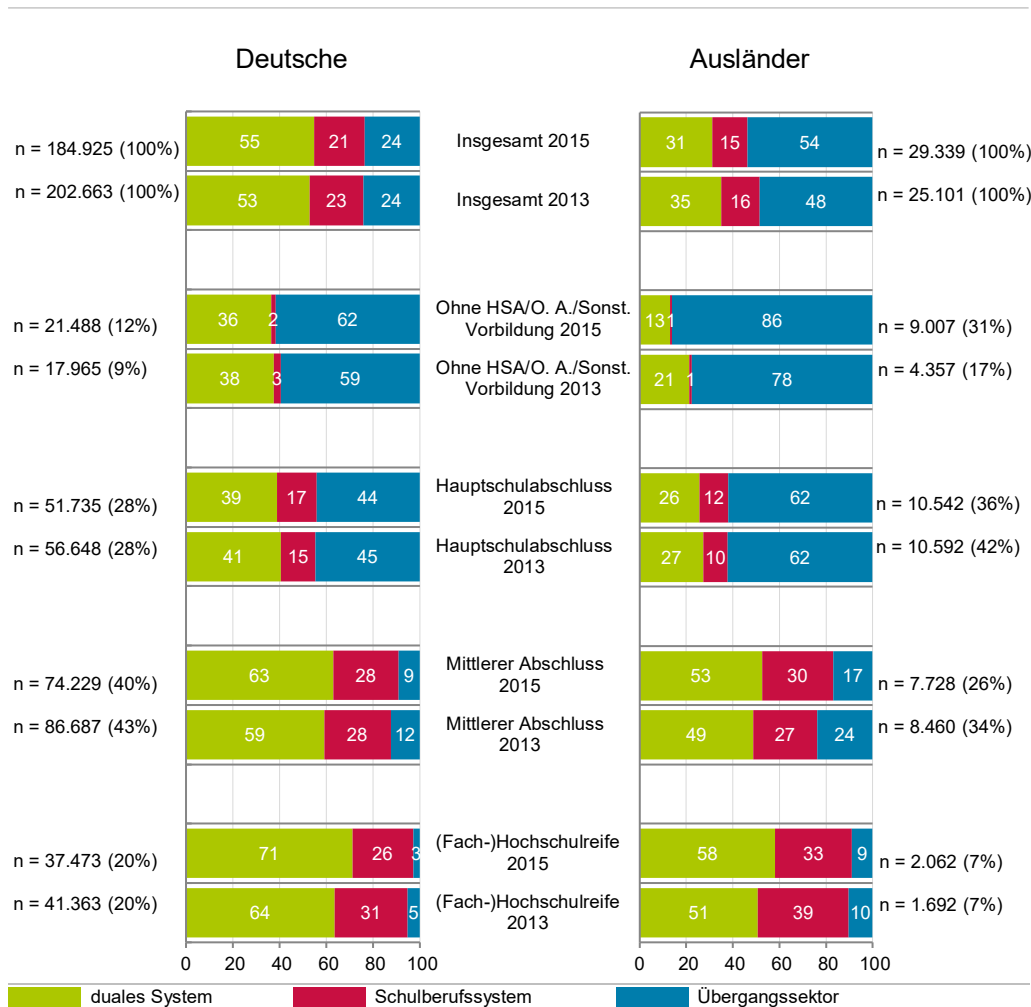 Deutsche Ausländer
n = 184.925 (100%) 55 21 24 Insgesamt 2015 31 15 54 n = 29.339 (100%)
n = 202.663 (100%) 53 23 24 Insgesamt 2013 35 16 48 n = 25.101 (100%)
Ohne HSA/O. A./Sonst.
n = 21.488 (12%) 36 2 62 Vorbildung 2015 13 1 86 n = 9.007 (31%)
Ohne HSA/O. A./Sonst.
n = 17.965 (9%) 38 3 59 Vorbildung 2013 21 1 78 n = 4.357 (17%)
Hauptschulabschluss
n = 51.735 (28%) 39 17 44 2015 26 12 62 n = 10.542 (36%)
Hauptschulabschluss
n = 56.648 (28%) 41 15 45 2013 27 10 62 n = 10.592 (42%)
Mittlerer Abschluss
n = 74.229 (40%) 63 28 9 2015 53 30 17 n = 7.728 (26%)
Mittlerer Abschluss
n = 86.687 (43%) 59 28 12 2013 49 27 24 n = 8.460 (34%)
(Fach-)Hochschulreife
n = 37.473 (20%) 71 26 3 2015 58 33 9 n = 2.062 (7%)
(Fach-)Hochschulreife
n = 41.363 (20%) 64 31 5 2013 51 39 10 n = 1.692 (7%)
0 20 40 60 80 100 0 20 40 60 80 100
duales System Schulberufssystem Übergangssektor